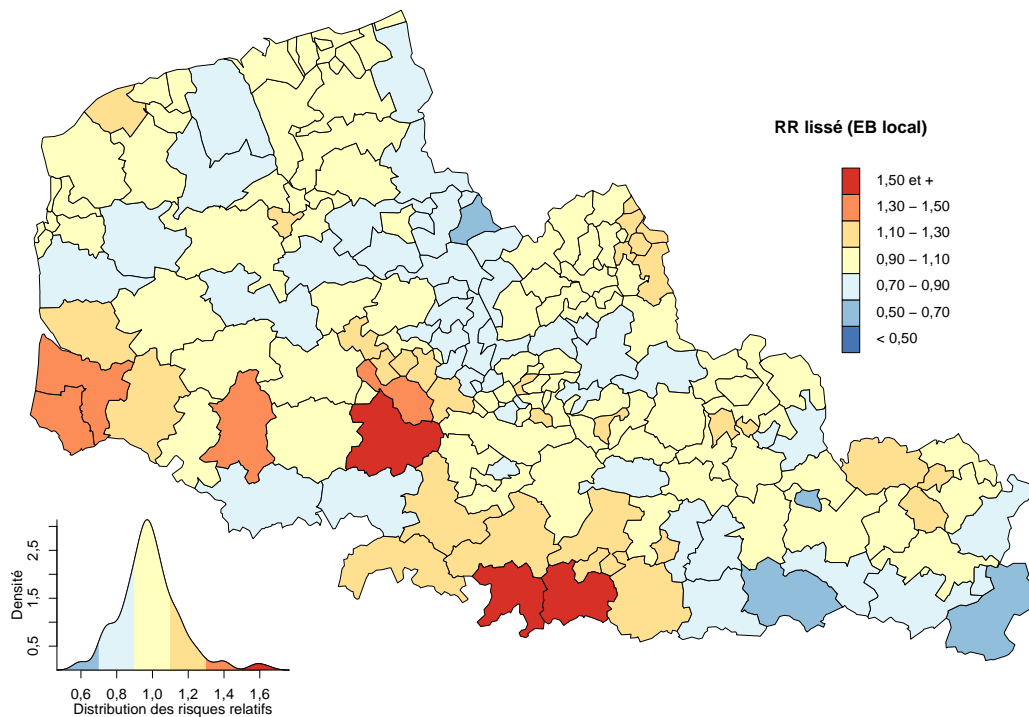 RR lissé (EB local)
1,50 et +
1,30 − 1,50
1,10 − 1,30
0,90 − 1,10
0,70 − 0,90
0,50 − 0,70
< 0,50
Densité
2,5
1,5
0,5
0,6 0,8 1,0 1,2 1,4 1,6
Distribution des risques relatifs